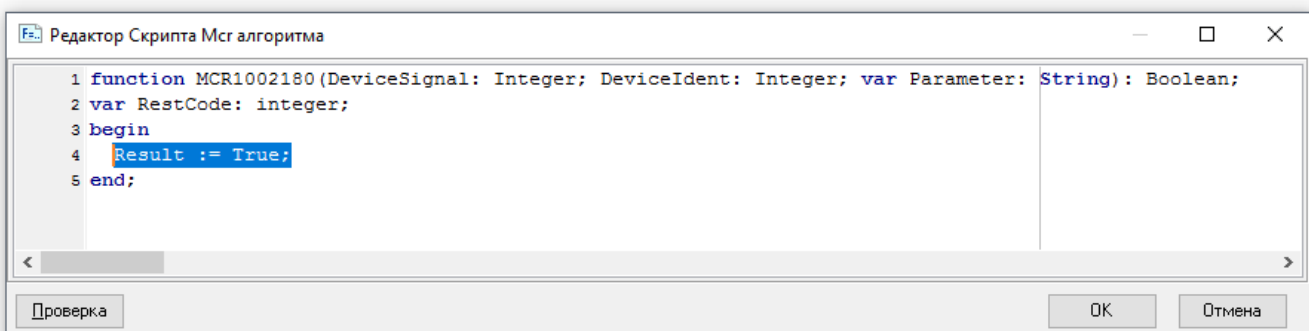 F=.. Редактор Скрипта Mcr алгоритма
1 function MCR1002180(DeviceSignal: Integer; DeviceIdent: Integer; var Parameter: String): Boolean;
2 var RestCode: integer;
3 begin
4 Result := True;
5 end;
Проверка
OK
Отмена